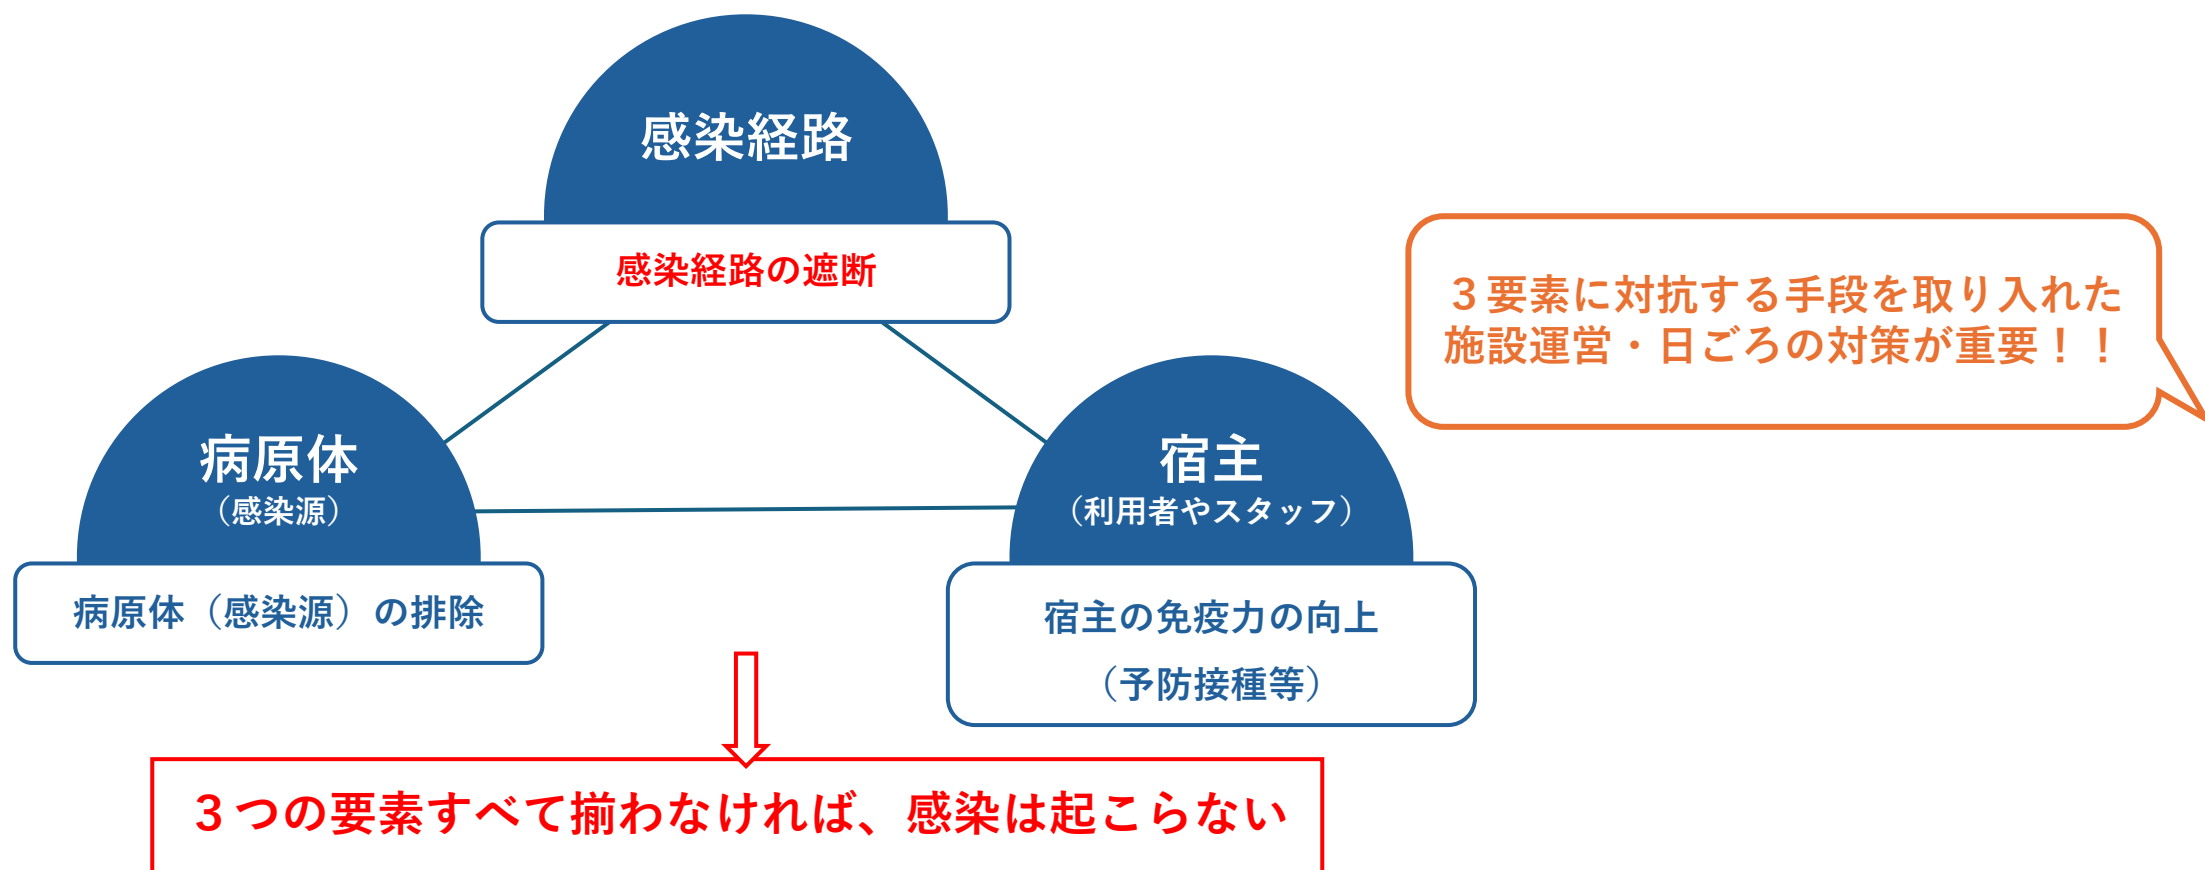 感染経路
感染経路の遮断
３要素に対抗する手段を取り入れた
施設運営・日ごろの対策が重要！！
病原体
（感染源）
病原体（感染源）の排除
宿主
（利用者やスタッフ）
宿主の免疫力の向上
（予防接種等）
３つの要素すべて揃わなければ、感染は起こらない